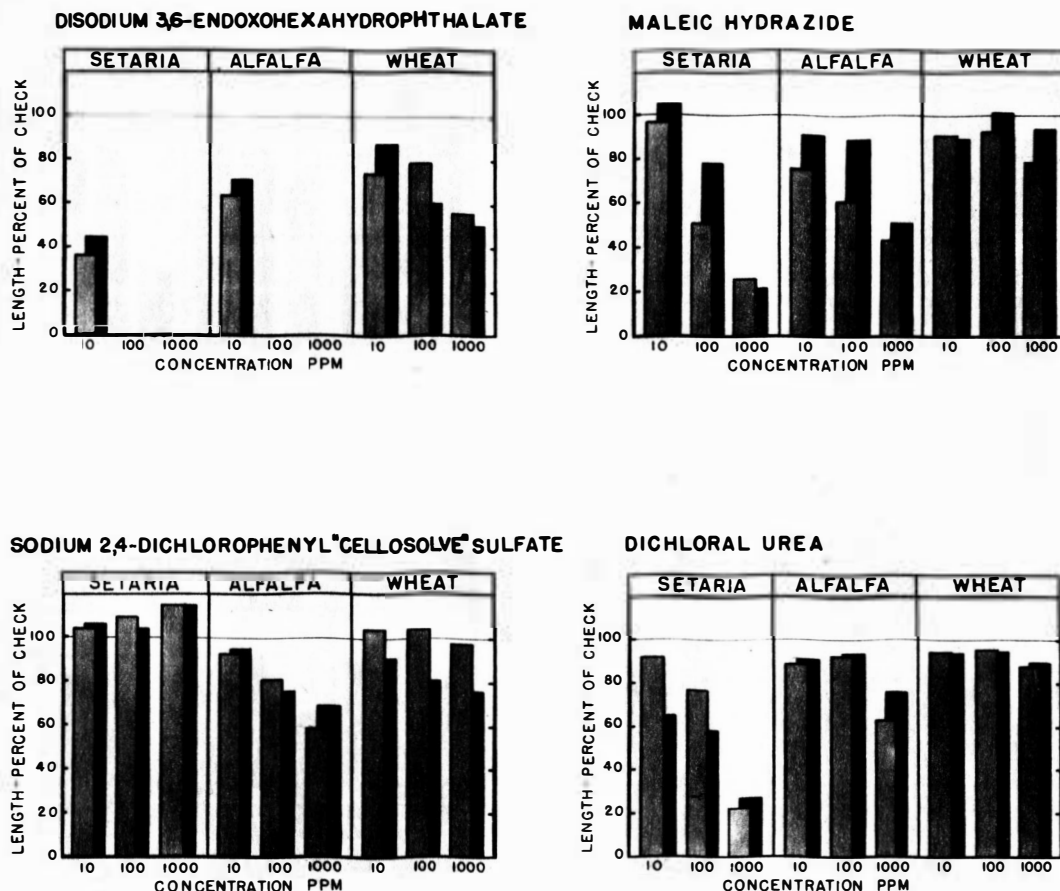 DISODIUM 3,6-ENDOXOHEXAHYDROPHTHALATE
SETARIA ALFALFA WHEAT
LENGTH-PERCENT OF CHECK
100
80
60
40
20
0
10 100 1000 10 100 1000 10 100 1000
CONCENTRATION PPM
MALEIC HYDRAZIDE
SETARIA ALFALFA WHEAT
LENGTH-PERCENT OF CHECK
100
80
60
40
20
0
10 100 1000 10 100 1000 10 100 1000
CONCENTRATION PPM
SODIUM 2,4-DICHLOROPHENYL "CELLOSOLVE" SULFATE
SETARIA ALFALFA WHEAT
LENGTH-PERCENT OF CHECK
100
80
60
40
20
0
10 100 1000 10 100 1000 10 100 1000
CONCENTRATION PPM
DICHLORAL UREA
SETARIA ALFALFA WHEAT
LENGTH-PERCENT OF CHECK
100
80
60
40
20
0
10 100 1000 10 100 1000 10 100 1000
CONCENTRATION PPM